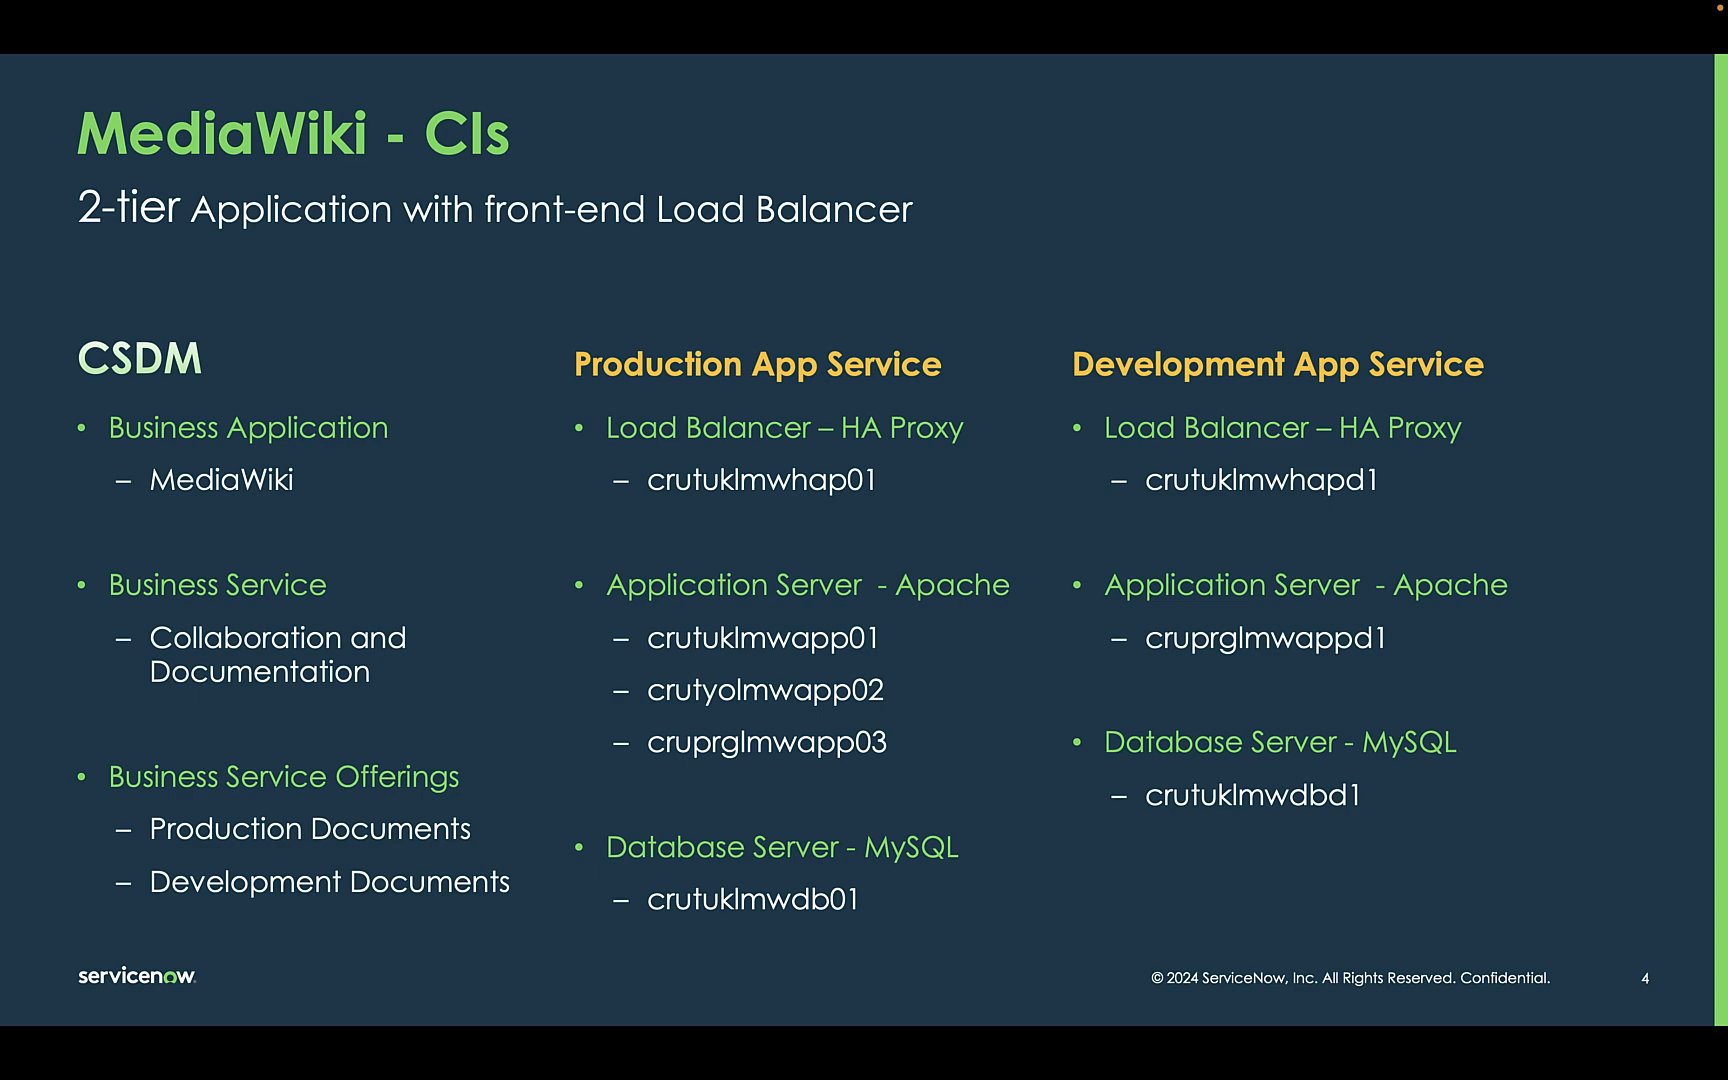 MediaWiki - CIs
2-tier Application with front-end Load Balancer
CSDM
• Business Application
– MediaWiki
• Business Service
– Collaboration and
Documentation
• Business Service Offerings
– Production Documents
– Development Documents
Production App Service
• Load Balancer – HA Proxy
– crutuklmwhap01
• Application Server  - Apache
– crutuklmwapp01
– crutyolmwapp02
– cruprglmwapp03
• Database Server - MySQL
– crutuklmwdb01
Development App Service
• Load Balancer – HA Proxy
– crutuklmwhapd1
• Application Server  - Apache
– cruprglmwappd1
• Database Server - MySQL
– crutuklmwdbd1
servicenow
© 2024 ServiceNow, Inc. All Rights Reserved. Confidential.
4